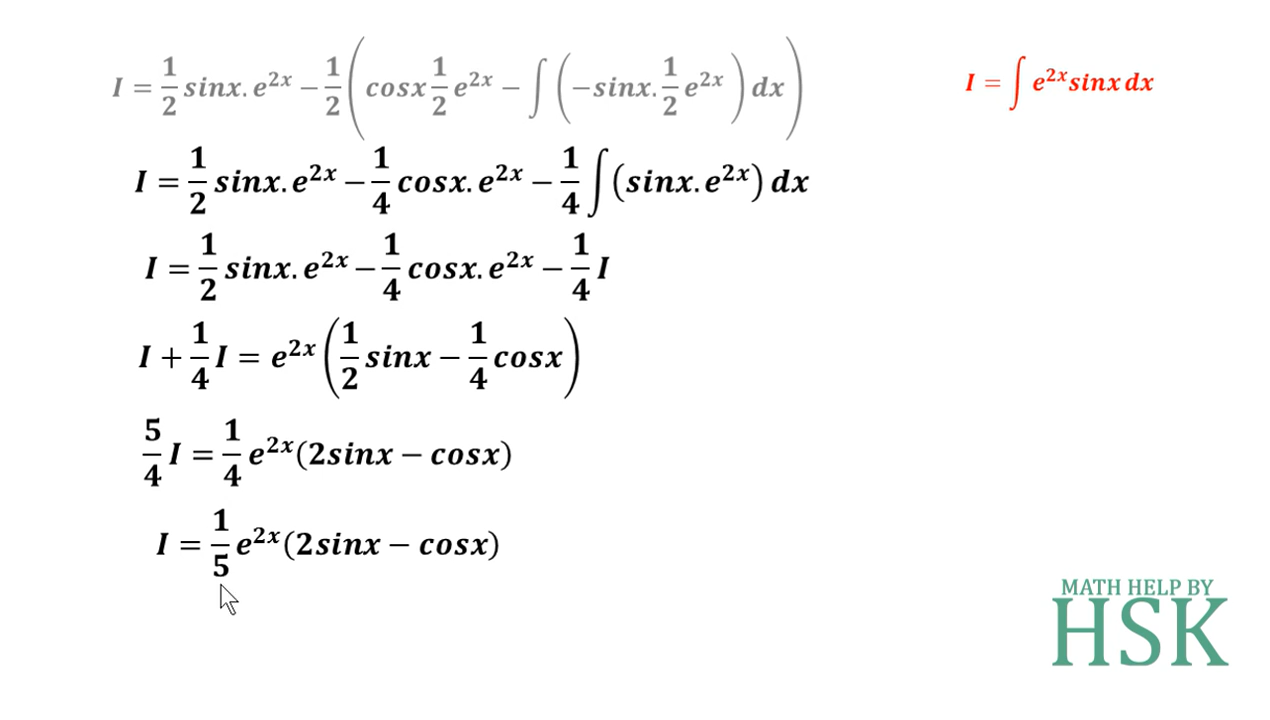 I = 1/2 sinx. e^2x − 1/2 (cosx 1/2 e^2x − ∫ (−sinx. 1/2 e^2x) dx)
I = ∫ e^2x sinx dx
I = 1/2 sinx. e^2x − 1/4 cosx. e^2x − 1/4 ∫ (sinx. e^2x) dx
I = 1/2 sinx. e^2x − 1/4 cosx. e^2x − 1/4 I
I + 1/4 I = e^2x (1/2 sinx − 1/4 cosx)
5/4 I = 1/4 e^2x (2sinx − cosx)
I = 1/5 e^2x (2sinx − cosx)
MATH HELP BY
HSK